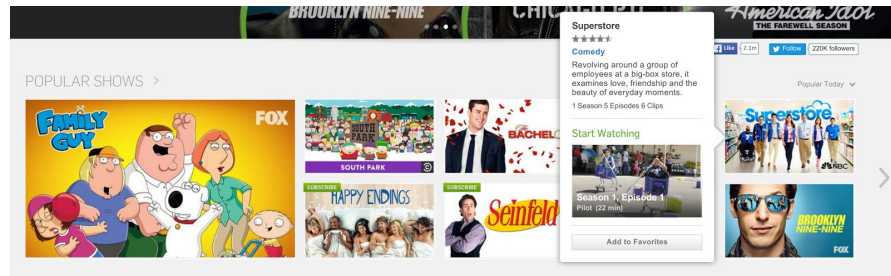 BROOKLYN NINE-NINE
CHICAGO
American Idol
THE FAREWELL SEASON
Like
2.1m
Follow
220K followers
POPULAR SHOWS >
Popular Today
FAMILY GUY
FOX
SOUTH PARK
SOUTH PARK
BACHEL
SUBSCRIBE
HAPPY ENDINGS
SUBSCRIBE
Seinfeld
Superstore
Comedy
Revolving around a group of
employees at a big-box store, it
examines love, friendship and the
beauty of everyday moments.
1 Season 5 Episodes 6 Clips
Start Watching
Season 1, Episode 1
Pilot (22 min)
Add to Favorites
Superstore
NBC
BROOKLYN
NINE-NINE
FOX